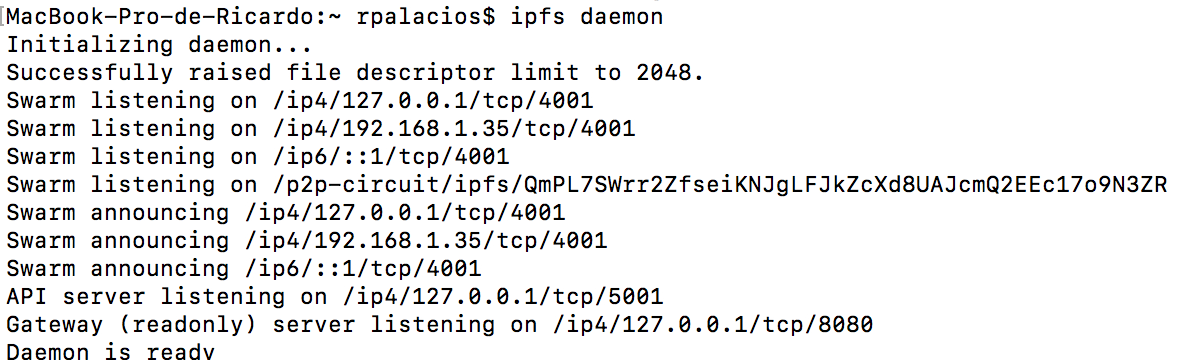 MacBook-Pro-de-Ricardo:~ rpalacios$ ipfs daemon
Initializing daemon...
Successfully raised file descriptor limit to 2048.
Swarm listening on /ip4/127.0.0.1/tcp/4001
Swarm listening on /ip4/192.168.1.35/tcp/4001
Swarm listening on /ip6/::1/tcp/4001
Swarm listening on /p2p-circuit/ipfs/QmPL7SWrr2ZfseiKNJgLFJkZcXd8UAJcmQ2EEc17o9N3ZR
Swarm announcing /ip4/127.0.0.1/tcp/4001
Swarm announcing /ip4/192.168.1.35/tcp/4001
Swarm announcing /ip6/::1/tcp/4001
API server listening on /ip4/127.0.0.1/tcp/5001
Gateway (readonly) server listening on /ip4/127.0.0.1/tcp/8080
Daemon is ready